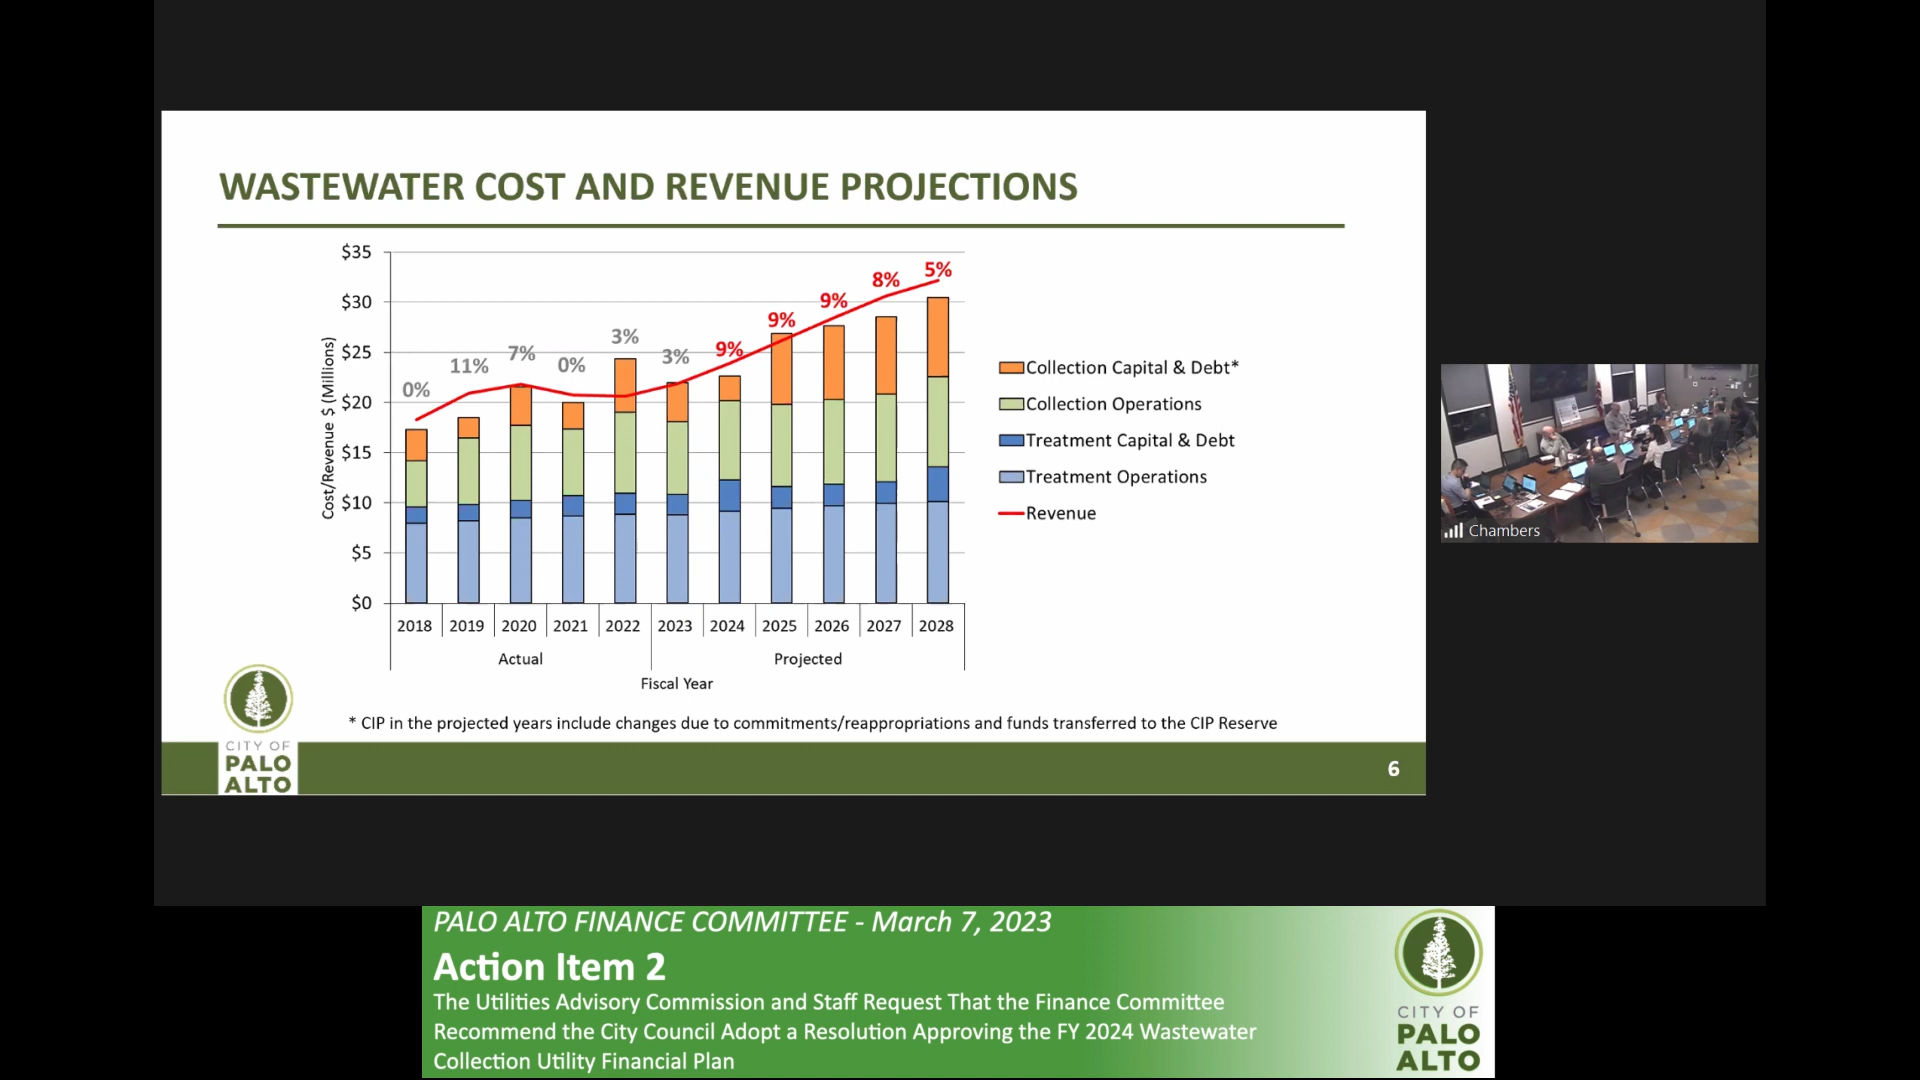 WASTEWATER COST AND REVENUE PROJECTIONS
$35
$30
$25
$20
$15
$10
$5
$0
Cost/Revenue $ (Millions)
0%
11%
7%
0%
3%
3%
9%
9%
9%
8%
5%
Collection Capital & Debt*
Collection Operations
Treatment Capital & Debt
Treatment Operations
Revenue
2018 2019 2020 2021 2022 2023 2024 2025 2026 2027 2028
Actual Projected
Fiscal Year
* CIP in the projected years include changes due to commitments/reappropriations and funds transferred to the CIP Reserve
CITY OF
PALO
ALTO
6
Chambers
PALO ALTO FINANCE COMMITTEE - March 7, 2023
Action Item 2
The Utilities Advisory Commission and Staff Request That the Finance Committee
Recommend the City Council Adopt a Resolution Approving the FY 2024 Wastewater
Collection Utility Financial Plan
CITY OF
PALO
ALTO